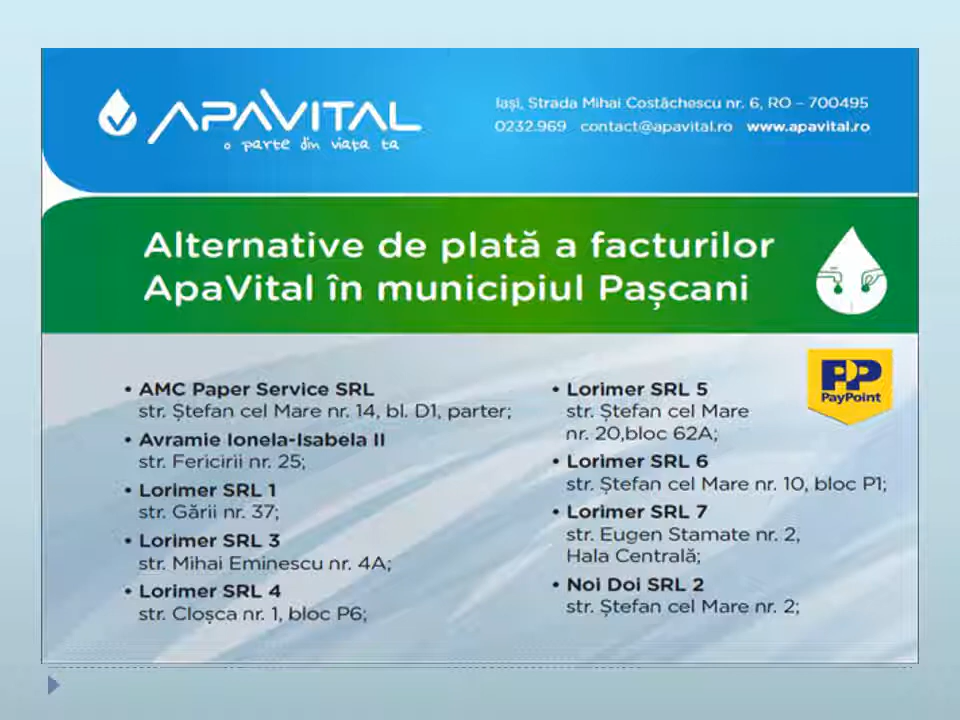 APAVITAL
o parte din viața ta
Iași, Strada Mihai Costăchescu nr. 6, RO – 700495
0232.969 contact@apavital.ro www.apavital.ro
Alternative de plată a facturilor
ApaVital în municipiul Pașcani
• AMC Paper Service SRL
str. Ștefan cel Mare nr. 14, bl. D1, parter;
• Avramie Ionela-Isabela II
str. Fericirii nr. 25;
• Lorimer SRL 1
str. Gării nr. 37;
• Lorimer SRL 3
str. Mihai Eminescu nr. 4A;
• Lorimer SRL 4
str. Cloșca nr. 1, bloc P6;
• Lorimer SRL 5
str. Ștefan cel Mare
nr. 20,bloc 62A;
• Lorimer SRL 6
str. Ștefan cel Mare nr. 10, bloc P1;
• Lorimer SRL 7
str. Eugen Stamate nr. 2,
Hala Centrală;
• Noi Doi SRL 2
str. Ștefan cel Mare nr. 2;
PP
PayPoint